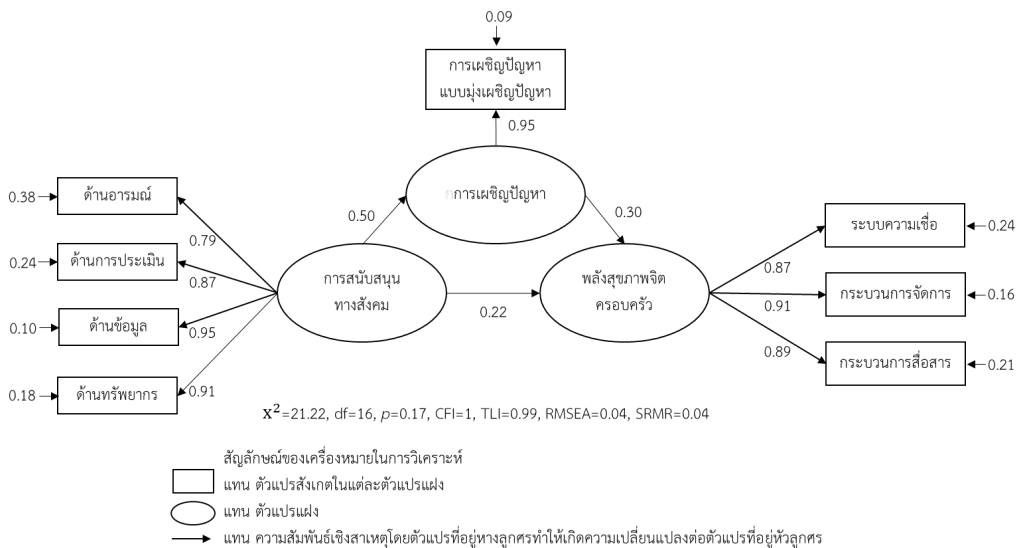 0.09
การเผชิญปัญหา
แบบมุ่งเผชิญปัญหา
0.95
การเผชิญปัญหา
0.50
0.30
0.38
ด้านอารมณ์
0.79
0.24
ด้านการประเมิน
0.87
0.10
ด้านข้อมูล
0.95
0.18
ด้านทรัพยากร
0.91
การสนับสนุน
ทางสังคม
0.22
พลังสุขภาพจิต
ครอบครัว
ระบบความเชื่อ
0.24
0.87
กระบวนการจัดการ
0.16
0.91
กระบวนการสื่อสาร
0.21
0.89
x²=21.22, df=16, p=0.17, CFI=1, TLI=0.99, RMSEA=0.04, SRMR=0.04
สัญลักษณ์ของเครื่องหมายในการวิเคราะห์
แทน ตัวแปรสังเกตในแต่ละตัวแปรแฝง
แทน ตัวแปรแฝง
แทน ความสัมพันธ์เชิงสาเหตุโดยตัวแปรที่อยู่หางลูกศรทำให้เกิดความเปลี่ยนแปลงต่อตัวแปรที่อยู่หัวลูกศร